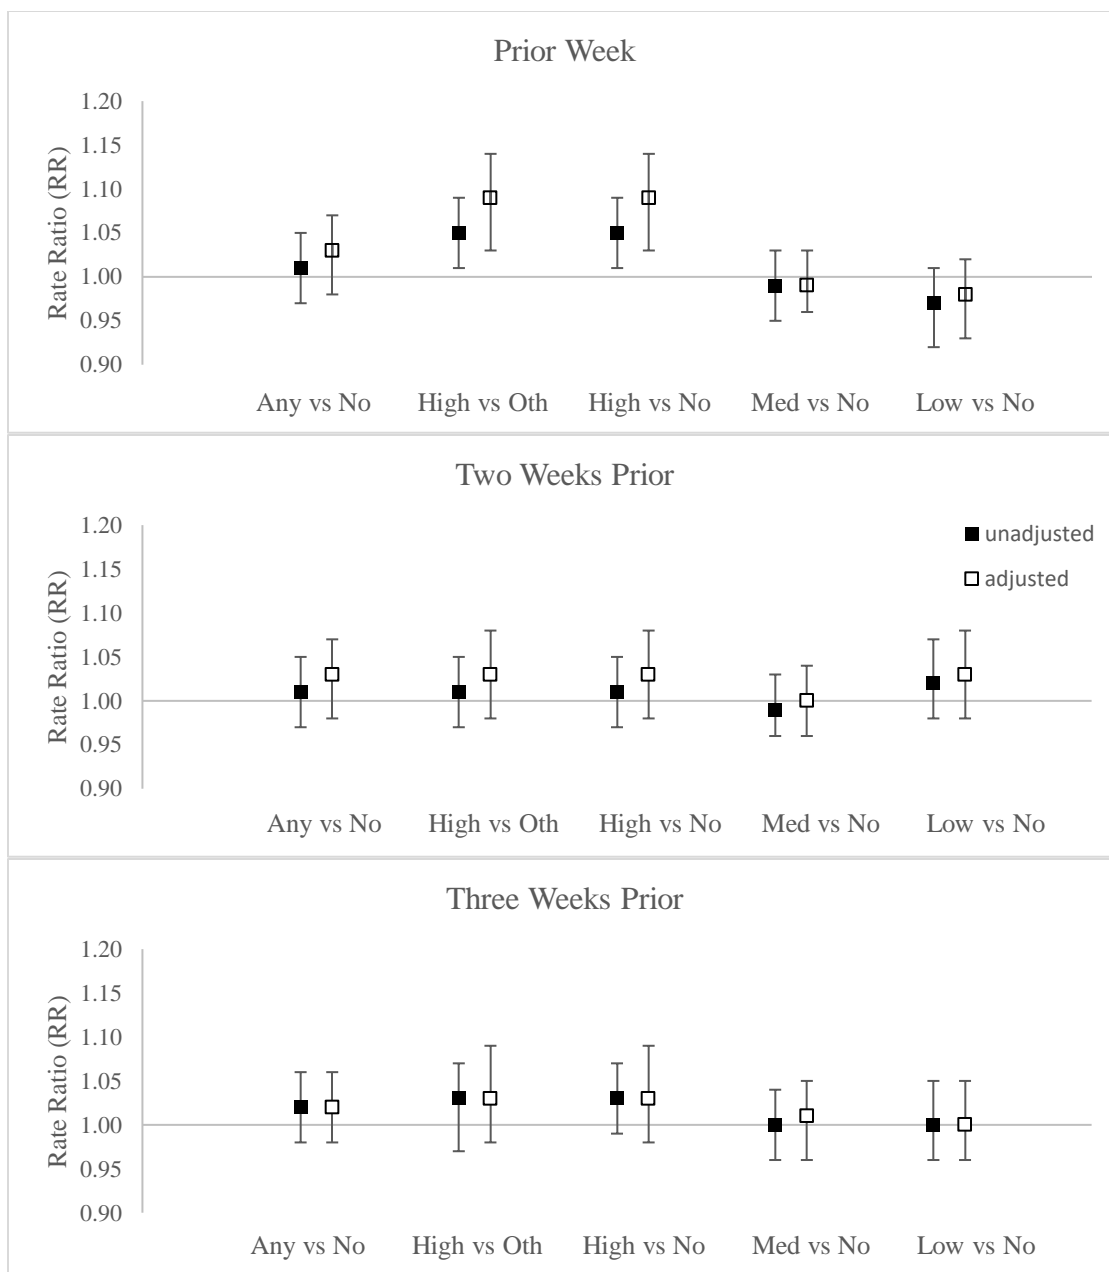 Prior Week
Rate Ratio (RR)
1.20
1.15
1.10
1.05
1.00
0.95
0.90
Any vs No High vs Oth High vs No Med vs No Low vs No
Two Weeks Prior
Rate Ratio (RR)
1.20
1.15
1.10
1.05
1.00
0.95
0.90
unadjusted
adjusted
Any vs No High vs Oth High vs No Med vs No Low vs No
Three Weeks Prior
Rate Ratio (RR)
1.20
1.15
1.10
1.05
1.00
0.95
0.90
Any vs No High vs Oth High vs No Med vs No Low vs No